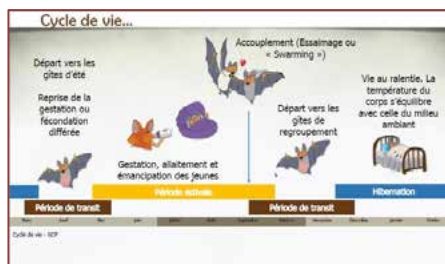 Cycle de vie...
Départ vers les
gîtes d'été
Reprise de la
gestation ou
fécondation
différée
Accouplement (Essaimage ou
« Swarming »)
Gestation, allaitement et
émancipation des jeunes
Départ vers les
gîtes de
regroupement
Vie au ralentie. La
température du
corps s'équilibre
avec celle du milieu
ambiant
Période estivale
Hibernation
Période de transit
Période de transit
Cycle de vie - GCP